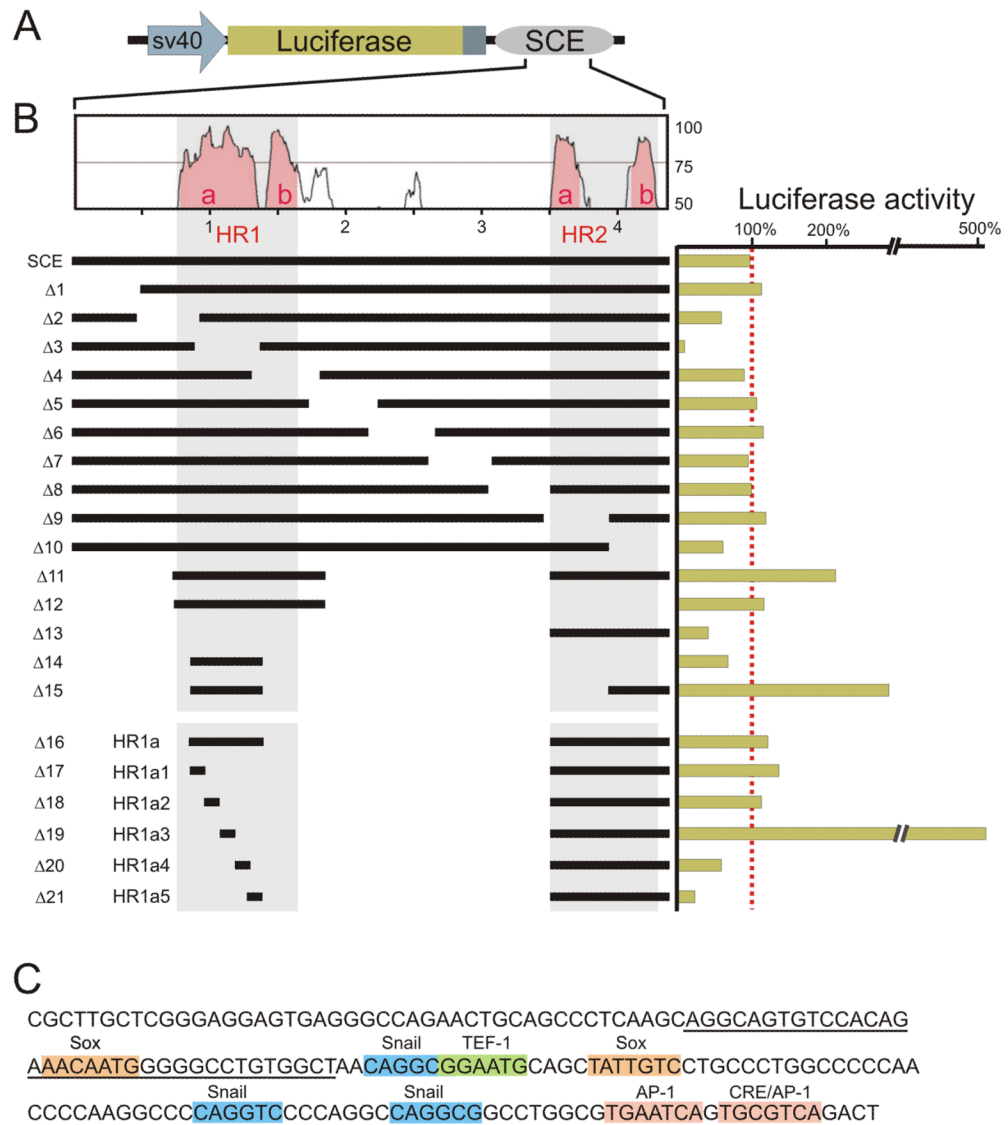 A
sv40 Luciferase SCE
B
100
75
50
a b a b
1 2 3 4
HR1 HR2
Luciferase activity
100% 200% 500%
SCE
Δ1
Δ2
Δ3
Δ4
Δ5
Δ6
Δ7
Δ8
Δ9
Δ10
Δ11
Δ12
Δ13
Δ14
Δ15
Δ16 HR1a
Δ17 HR1a1
Δ18 HR1a2
Δ19 HR1a3
Δ20 HR1a4
Δ21 HR1a5
C
CGCTTGCTCGGGAGGAGTGAGGGCCAGAACTGCAGCCCTCAAGCAGGCAGTGTCCACAG
Sox Snail TEF-1 Sox
AAACAATGGGGGCCTGTGGCTAACAGGCGGAATGCAGCTATTGTCCTGCCCTGGCCCCCAA
Snail Snail AP-1 CRE/AP-1
CCCCAAGGCCCCAGGTCCCCAGGCCAGGCGGCCTGGCGTGAATCAGTGCGTCAGACT